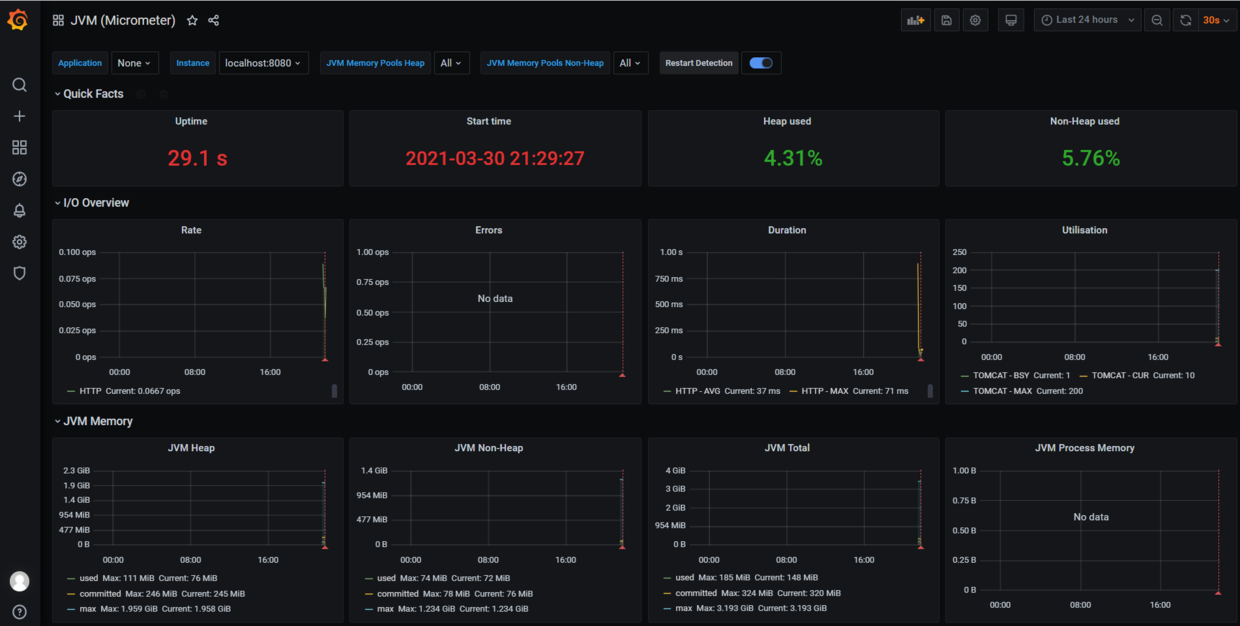 JVM (Micrometer)
Last 24 hours
30s
Application None Instance localhost:8080 JVM Memory Pools Heap All JVM Memory Pools Non-Heap All Restart Detection
Quick Facts
Uptime
29.1 s
Start time
2021-03-30 21:29:27
Heap used
4.31%
Non-Heap used
5.76%
I/O Overview
Rate
0.100 ops
0.075 ops
0.050 ops
0.025 ops
0 ops
00:00 08:00 16:00
HTTP Current: 0.0667 ops
Errors
1.00 ops
0.75 ops
No data
0.50 ops
0.25 ops
0 ops
00:00 08:00 16:00
Duration
1.00 s
750 ms
500 ms
250 ms
0 s
00:00 08:00 16:00
HTTP - AVG Current: 37 ms HTTP - MAX Current: 71 ms
Utilisation
250
200
150
100
50
0
00:00 08:00 16:00
TOMCAT - BSY Current: 1 TOMCAT - CUR Current: 10
TOMCAT - MAX Current: 200
JVM Memory
JVM Heap
2.3 GiB
1.9 GiB
1.4 GiB
954 MiB
477 MiB
0 B
00:00 08:00 16:00
used Max: 111 MiB Current: 76 MiB
committed Max: 246 MiB Current: 245 MiB
max Max: 1.959 GiB Current: 1.958 GiB
JVM Non-Heap
1.4 GiB
954 MiB
477 MiB
0 B
00:00 08:00 16:00
used Max: 74 MiB Current: 72 MiB
committed Max: 78 MiB Current: 76 MiB
max Max: 1.234 GiB Current: 1.234 GiB
JVM Total
4 GiB
3 GiB
2 GiB
954 MiB
0 B
00:00 08:00 16:00
used Max: 185 MiB Current: 148 MiB
committed Max: 324 MiB Current: 320 MiB
max Max: 3.193 GiB Current: 3.193 GiB
JVM Process Memory
1.00 B
0.75 B
No data
0.50 B
0.25 B
0 B
00:00 08:00 16:00